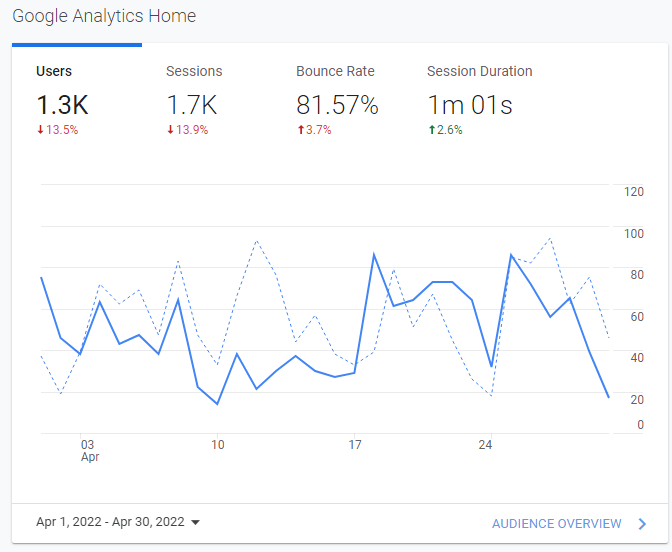 Google Analytics Home
Users Sessions Bounce Rate Session Duration
1.3K 1.7K 81.57% 1m 01s
13.5% 13.9% 3.7% 2.6%
120
100
80
60
40
20
0
03 10 17 24
Apr
Apr 1, 2022 - Apr 30, 2022 AUDIENCE OVERVIEW